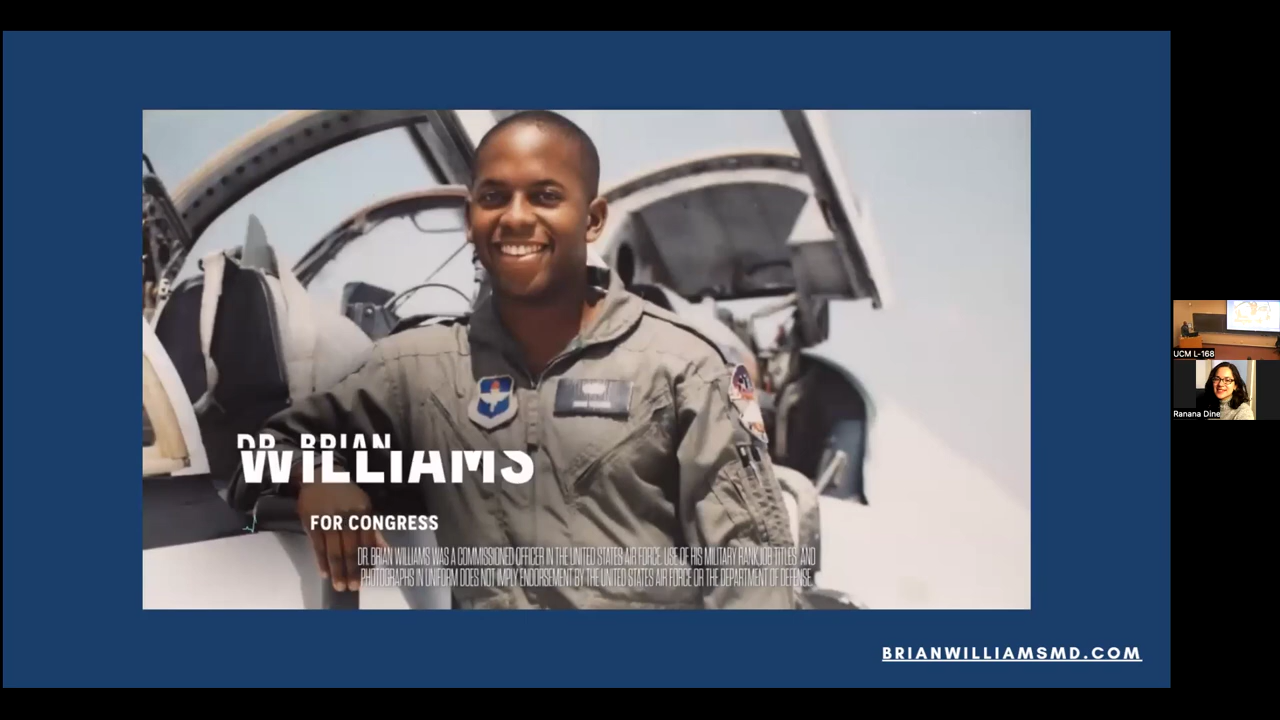 DR. BRIAN
WILLIAMS
FOR CONGRESS
DR. BRIAN WILLIAMS WAS A COMMISSIONED OFFICER IN THE UNITED STATES AIR FORCE. USE OF HIS MILITARY RANK, JOB TITLES, AND
PHOTOGRAPHS IN UNIFORM DOES NOT IMPLY ENDORSEMENT BY THE UNITED STATES AIR FORCE OR THE DEPARTMENT OF DEFENSE.
BRIANWILLIAMSMD.COM
UCM L-168
Ranana Dine